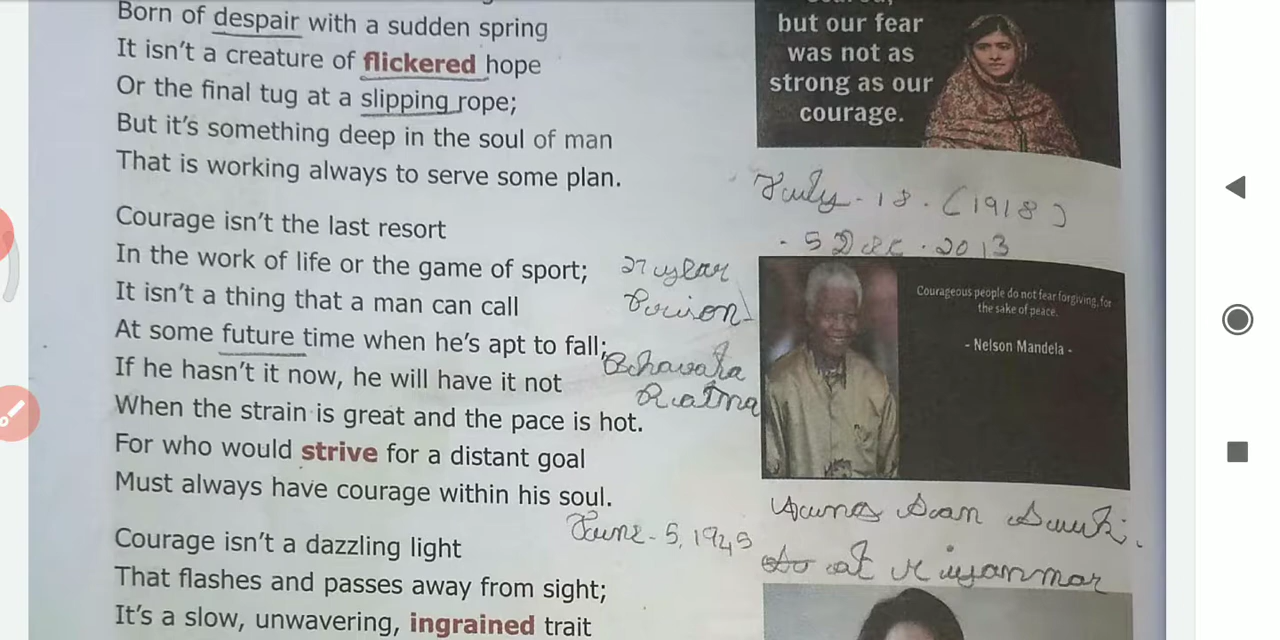 Born of despair with a sudden spring
It isn't a creature of flickered hope
Or the final tug at a slipping rope;
But it's something deep in the soul of man
That is working always to serve some plan.
Courage isn't the last resort
In the work of life or the game of sport;
It isn't a thing that a man can call
At some future time when he's apt to fall;
If he hasn't it now, he will have it not
When the strain is great and the pace is hot.
For who would strive for a distant goal
Must always have courage within his soul.
Courage isn't a dazzling light
That flashes and passes away from sight;
It's a slow, unwavering, ingrained trait
but our fear
was not as
strong as our
courage.
July - 18 . (1918)
- 5 Dec . 2013
27 year
Bharatha
Ratna
Courageous people do not fear forgiving, for
the sake of peace.
- Nelson Mandela -
June - 5, 1945
Aung San Suuki.
at